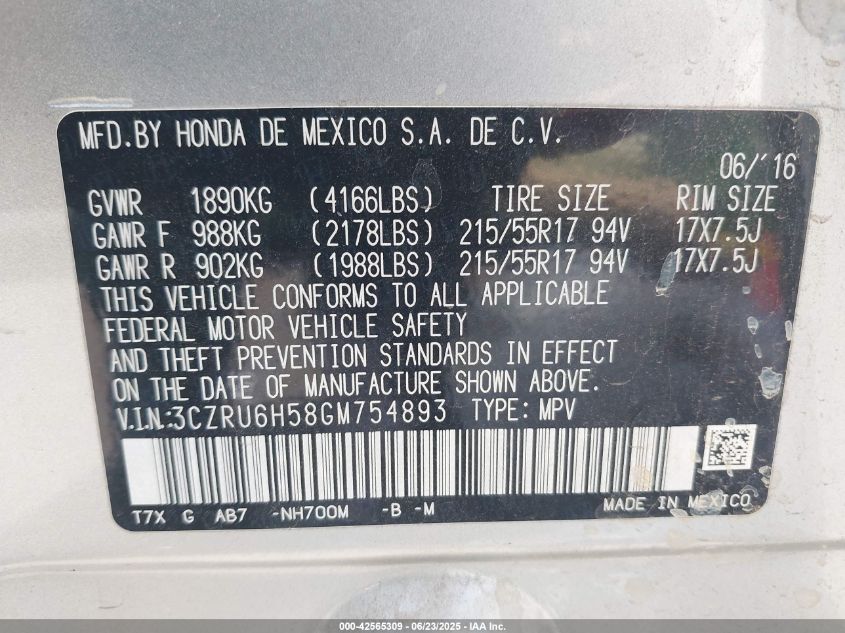 MFD.BY HONDA DE MEXICO S.A. DE C.V.
06/'16
GVWR 1890KG (4166LBS) TIRE SIZE RIM SIZE
GAWR F 988KG (2178LBS) 215/55R17 94V 17X7.5J
GAWR R 902KG (1988LBS) 215/55R17 94V 17X7.5J
THIS VEHICLE CONFORMS TO ALL APPLICABLE
FEDERAL MOTOR VEHICLE SAFETY
AND THEFT PREVENTION STANDARDS IN EFFECT
ON THE DATE OF MANUFACTURE SHOWN ABOVE.
V.I.N.:3CZRU6H58GM754893 TYPE: MPV
T7X G AB7 -NH700M -B -M MADE IN MEXICO
000-42565309 - 06/23/2025 - IAA Inc.